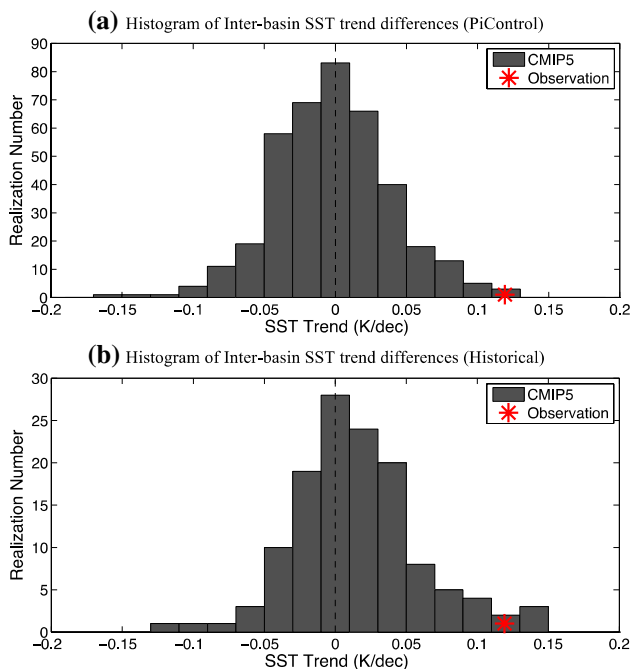 (a) Histogram of Inter-basin SST trend differences (PiControl)
90
80
70
60
50
40
30
20
10
0
Realization Number
CMIP5
Observation
−0.2 −0.15 −0.1 −0.05 0 0.05 0.1 0.15 0.2
SST Trend (K/dec)
(b) Histogram of Inter-basin SST trend differences (Historical)
30
25
20
15
10
5
0
Realization Number
CMIP5
Observation
−0.2 −0.15 −0.1 −0.05 0 0.05 0.1 0.15 0.2
SST Trend (K/dec)